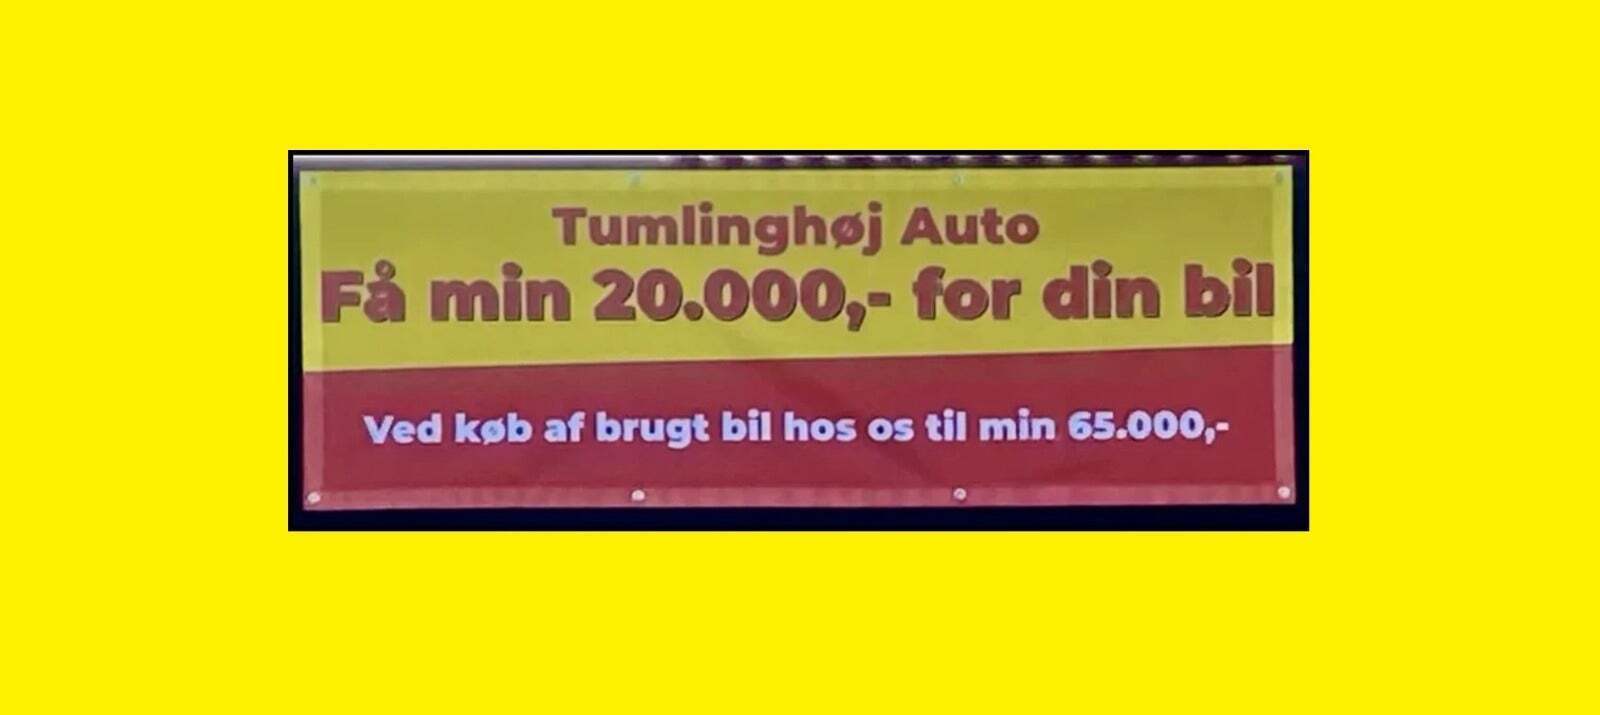 Tumlinghøj Auto
Få min 20.000,- for din bil
Ved køb af brugt bil hos os til min 65.000,-